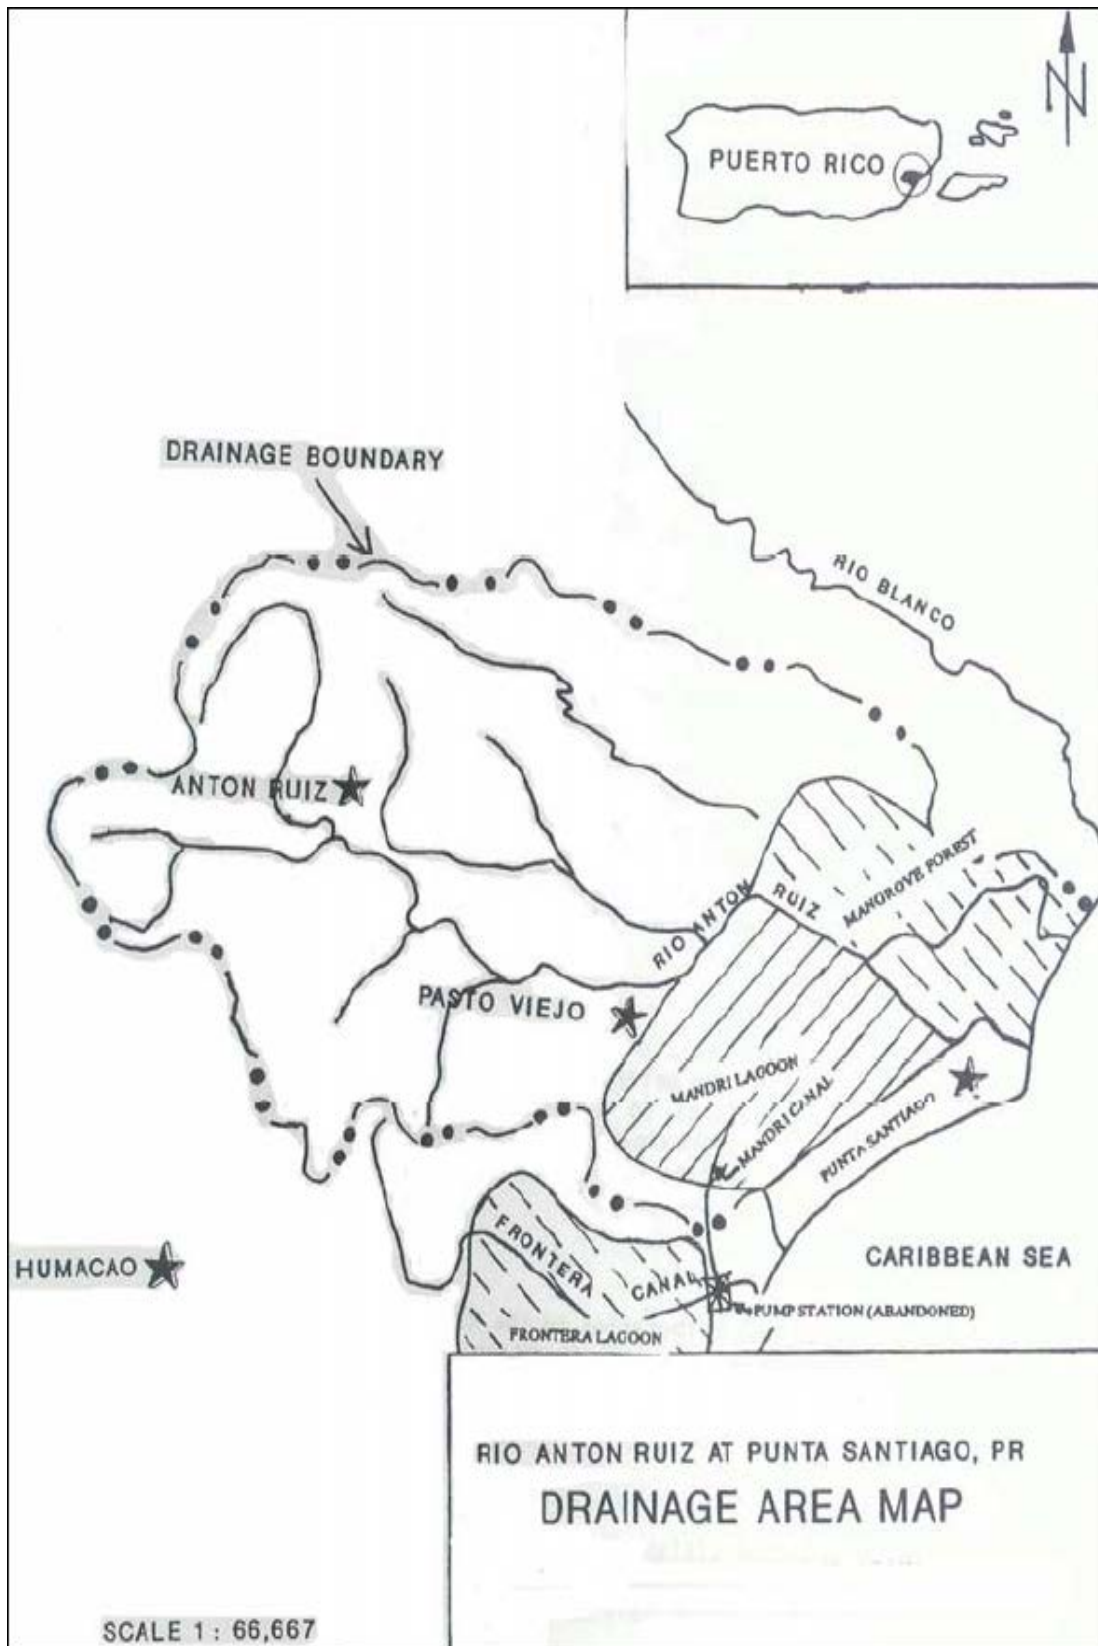 N
PUERTO RICO
DRAINAGE BOUNDARY
RIO BLANCO
ANTON RUIZ
MANGROVE FOREST
RIO ANTON RUIZ
PASTO VIEJO
MANDRI LAGOON
MANDRI CANAL
PUNTA SANTIAGO
HUMACAO
FRONTERA CANAL
CARIBBEAN SEA
PUMP STATION (ABANDONED)
FRONTERA LAGOON
RIO ANTON RUIZ AT PUNTA SANTIAGO, PR
DRAINAGE AREA MAP
SCALE 1 : 66,667